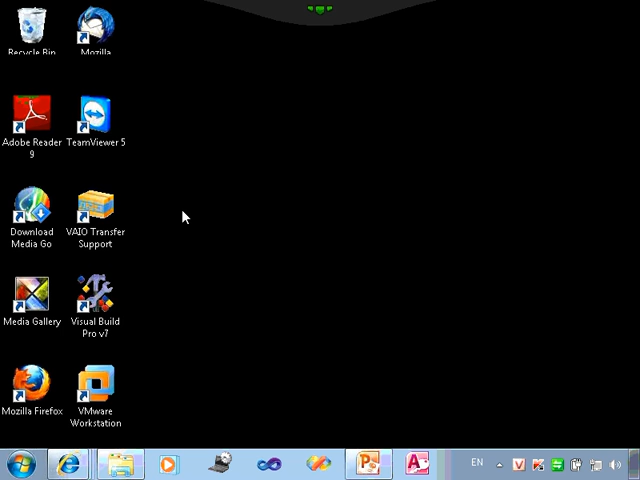 Recycle Bin
Mozilla
Adobe Reader
9
TeamViewer 5
Download
Media Go
VAIO Transfer
Support
Media Gallery
Visual Build
Pro v7
Mozilla Firefox
VMware
Workstation
EN